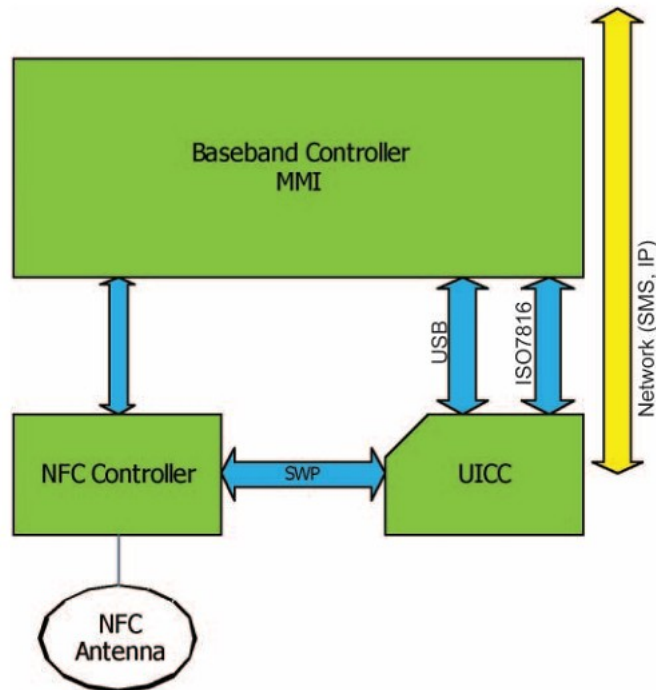 Baseband Controller
MMI
USB
ISO7816
Network (SMS, IP)
NFC Controller
SWP
UICC
NFC
Antenna